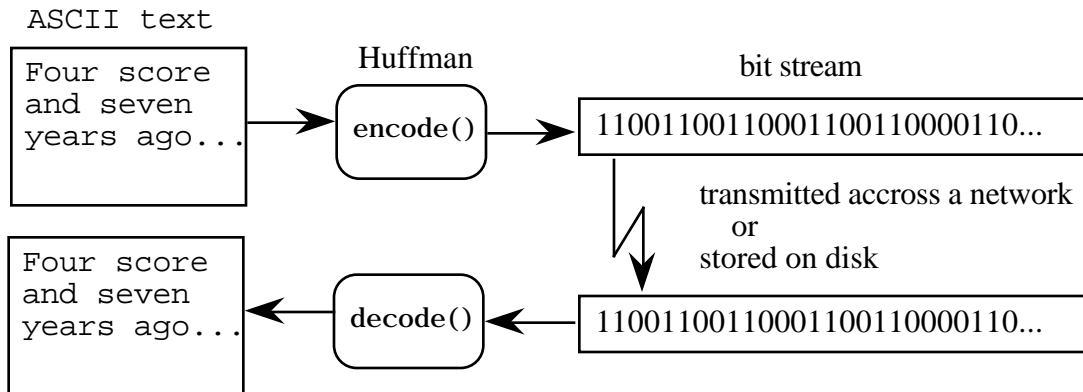 ASCII text
Four score
and seven
years ago...
Huffman
encode()
bit stream
11001100110001100110000110...
transmitted accross a network
or
stored on disk
Four score
and seven
years ago...
decode()
11001100110001100110000110...